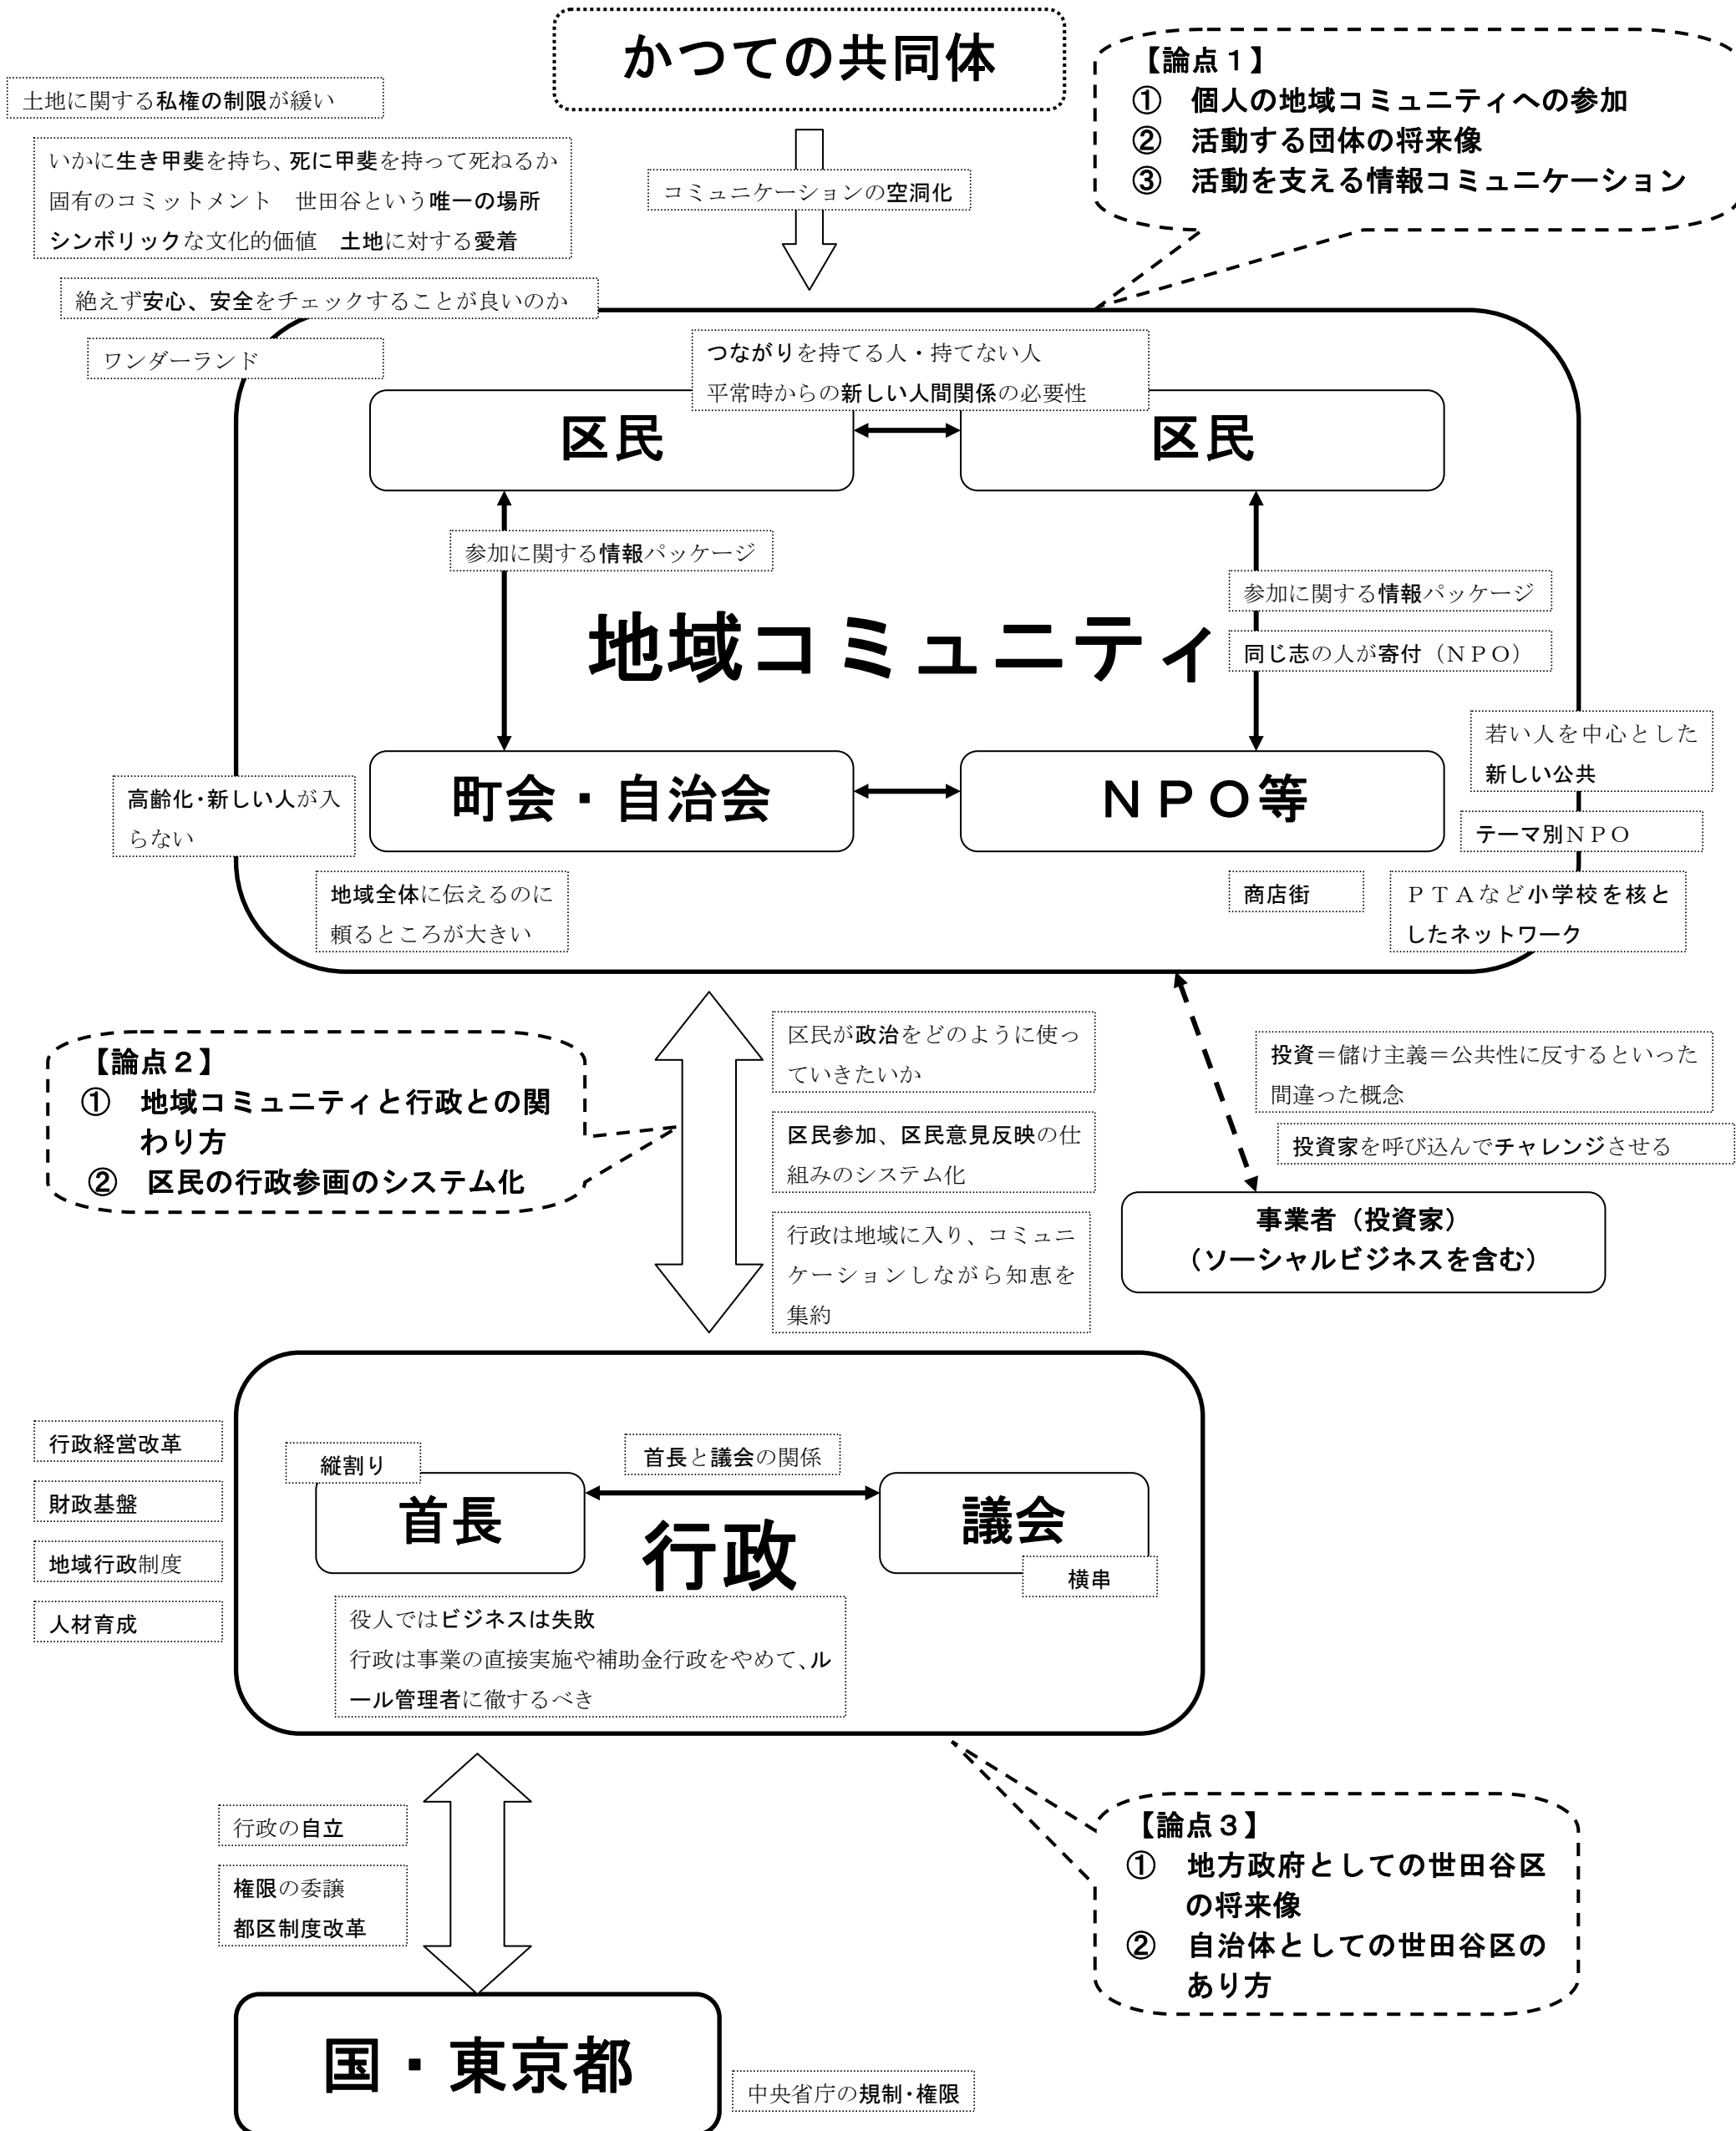 かつての共同体
【論点１】
①　個人の地域コミュニティへの参加
②　活動する団体の将来像
③　活動を支える情報コミュニケーション
土地に関する私権の制限が緩い
いかに生き甲斐を持ち、死に甲斐を持って死ねるか
固有のコミットメント　世田谷という唯一の場所
シンボリックな文化的価値　土地に対する愛着
コミュニケーションの空洞化
絶えず安心、安全をチェックすることが良いのか
ワンダーランド
つながりを持てる人・持てない人
平常時からの新しい人間関係の必要性
区民
区民
参加に関する情報パッケージ
参加に関する情報パッケージ
地域コミュニティ
同じ志の人が寄付（ＮＰＯ）
若い人を中心とした
新しい公共
町会・自治会
ＮＰＯ等
高齢化・新しい人が入
らない
テーマ別ＮＰＯ
地域全体に伝えるのに
頼るところが大きい
商店街
ＰＴＡなど小学校を核と
したネットワーク
【論点２】
①　地域コミュニティと行政との関
わり方
②　区民の行政参画のシステム化
区民が政治をどのように使っ
ていきたいか
区民参加、区民意見反映の仕
組みのシステム化
行政は地域に入り、コミュニ
ケーションしながら知恵を
集約
投資＝儲け主義＝公共性に反するといった
間違った概念
投資家を呼び込んでチャレンジさせる
事業者（投資家）
（ソーシャルビジネスを含む）
行政経営改革
財政基盤
地域行政制度
人材育成
縦割り
首長と議会の関係
首長
行政
議会
横串
役人ではビジネスは失敗
行政は事業の直接実施や補助金行政をやめて、ル
ール管理者に徹するべき
行政の自立
権限の委譲
都区制度改革
【論点３】
①　地方政府としての世田谷区
の将来像
②　自治体としての世田谷区の
あり方
国・東京都
中央省庁の規制・権限